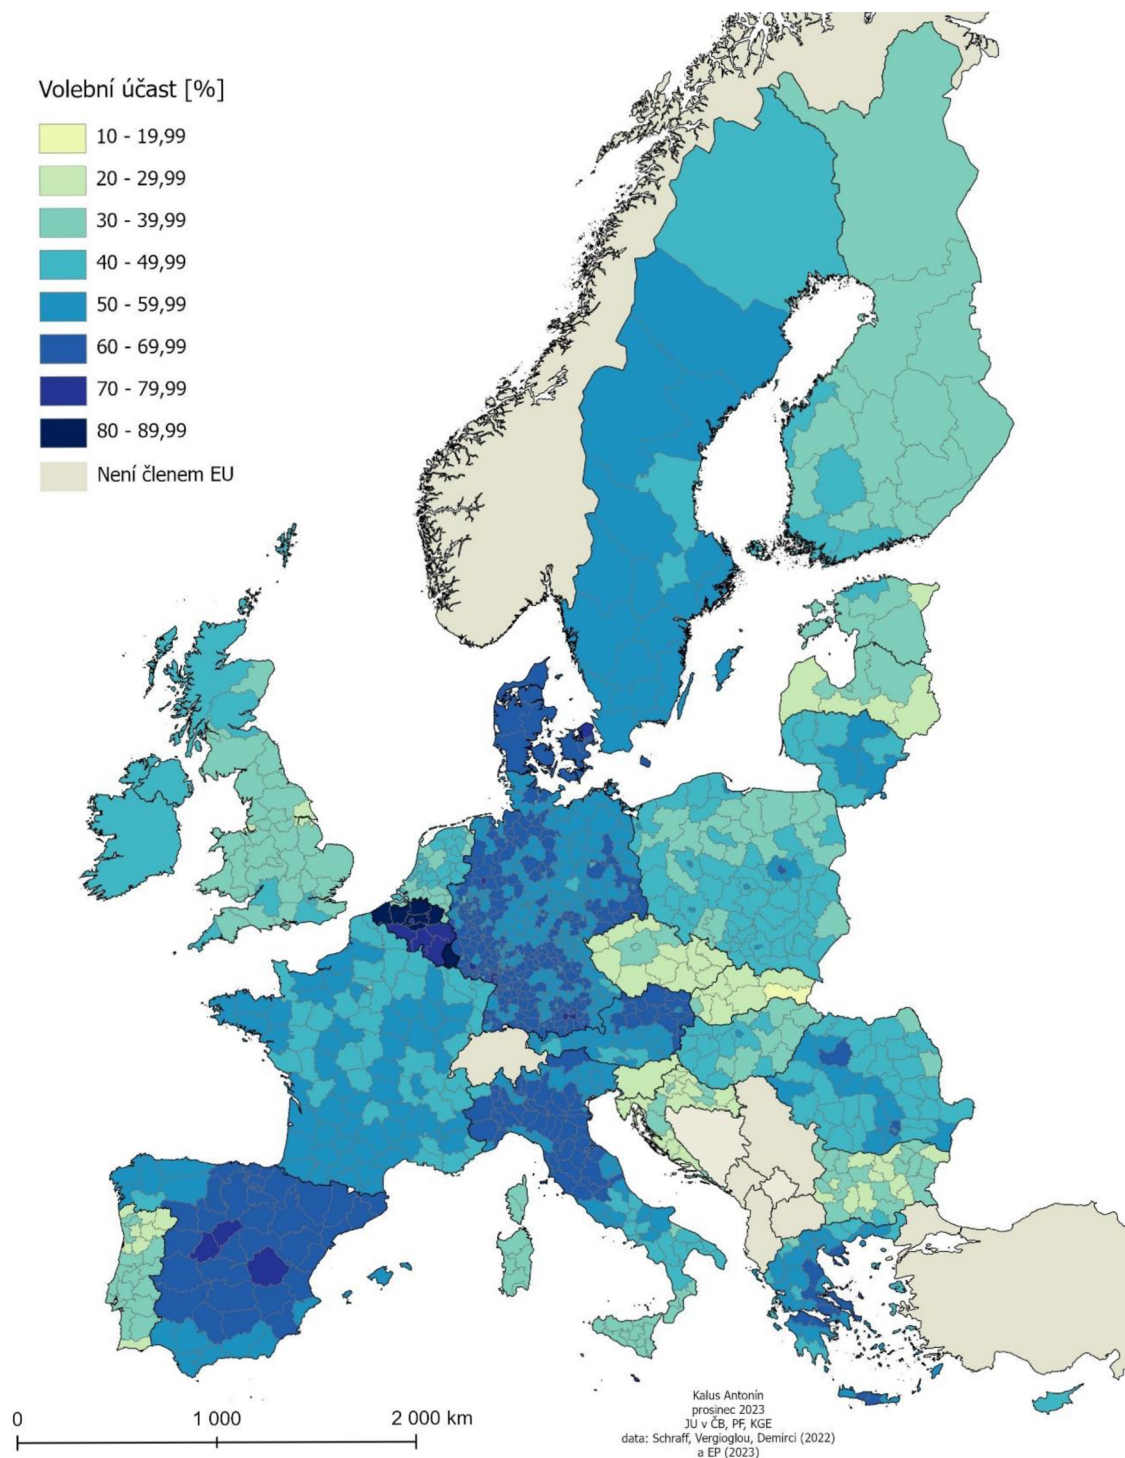 Volební účast [%]
10 - 19,99
20 - 29,99
30 - 39,99
40 - 49,99
50 - 59,99
60 - 69,99
70 - 79,99
80 - 89,99
Není členem EU
0 1 000 2 000 km
Kalus Antonín
prosinec 2023
JU v ČB, PF, KGE
data: Schraff, Vergioglou, Demirci (2022)
a EP (2023)